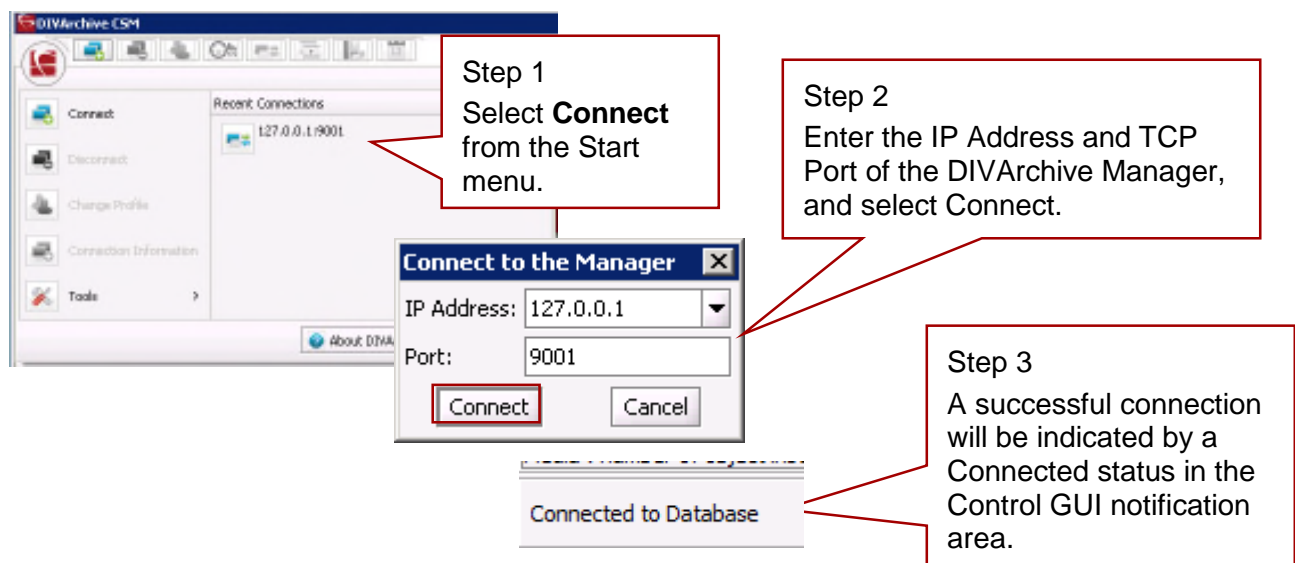 DIVArchive CSM
Connect
Recent Connections
127.0.0.1:9001
Disconnect
Change Profile
Connection Information
Tools
About DIVA
Step 1
Select Connect
from the Start
menu.
Step 2
Enter the IP Address and TCP
Port of the DIVArchive Manager,
and select Connect.
Connect to the Manager
IP Address: 127.0.0.1
Port: 9001
Connect Cancel
Connected to Database
Step 3
A successful connection
will be indicated by a
Connected status in the
Control GUI notification
area.